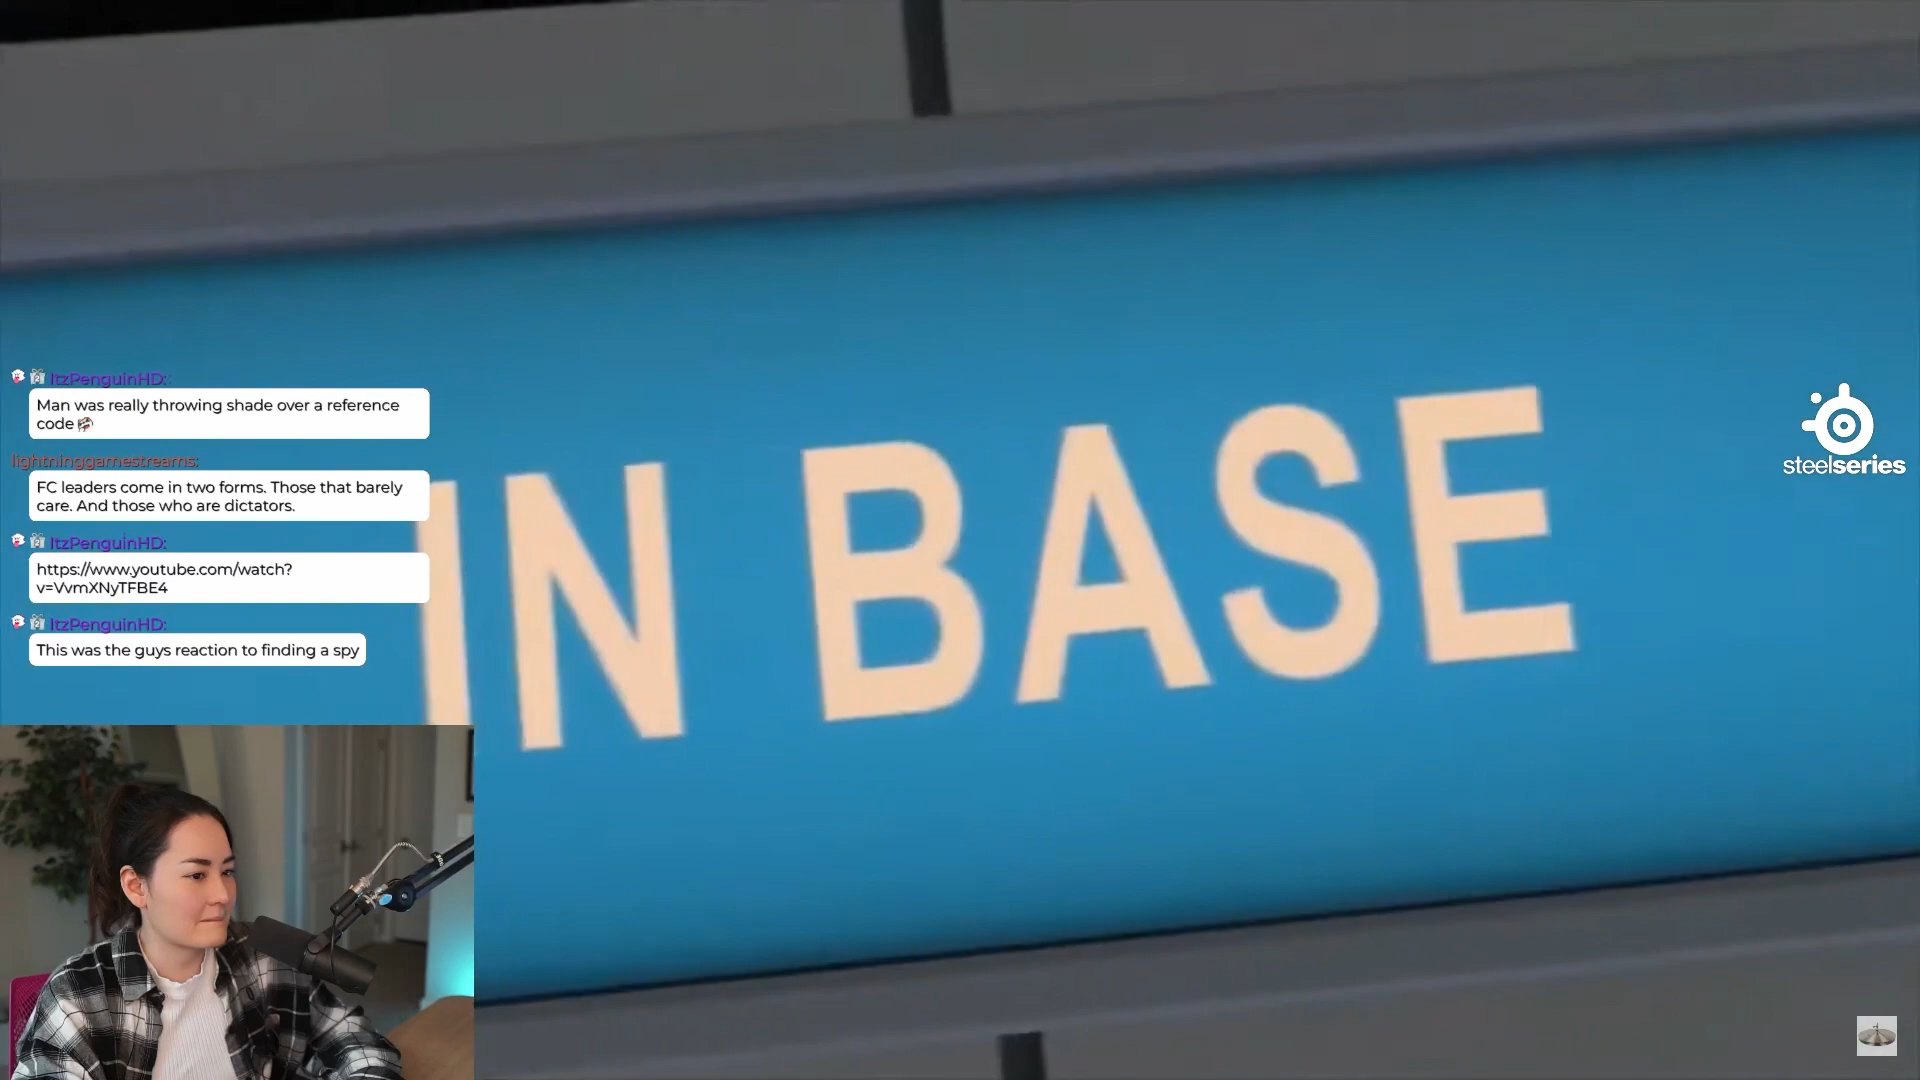 ItzPenguinHD::
Man was really throwing shade over a reference
code
lightninggamestreams:
FC leaders come in two forms. Those that barely
care. And those who are dictators.
ItzPenguinHD:
https://www.youtube.com/watch?
v=VvmXNyTFBE4
ItzPenguinHD:
This was the guys reaction to finding a spy
IN BASE
steelseries